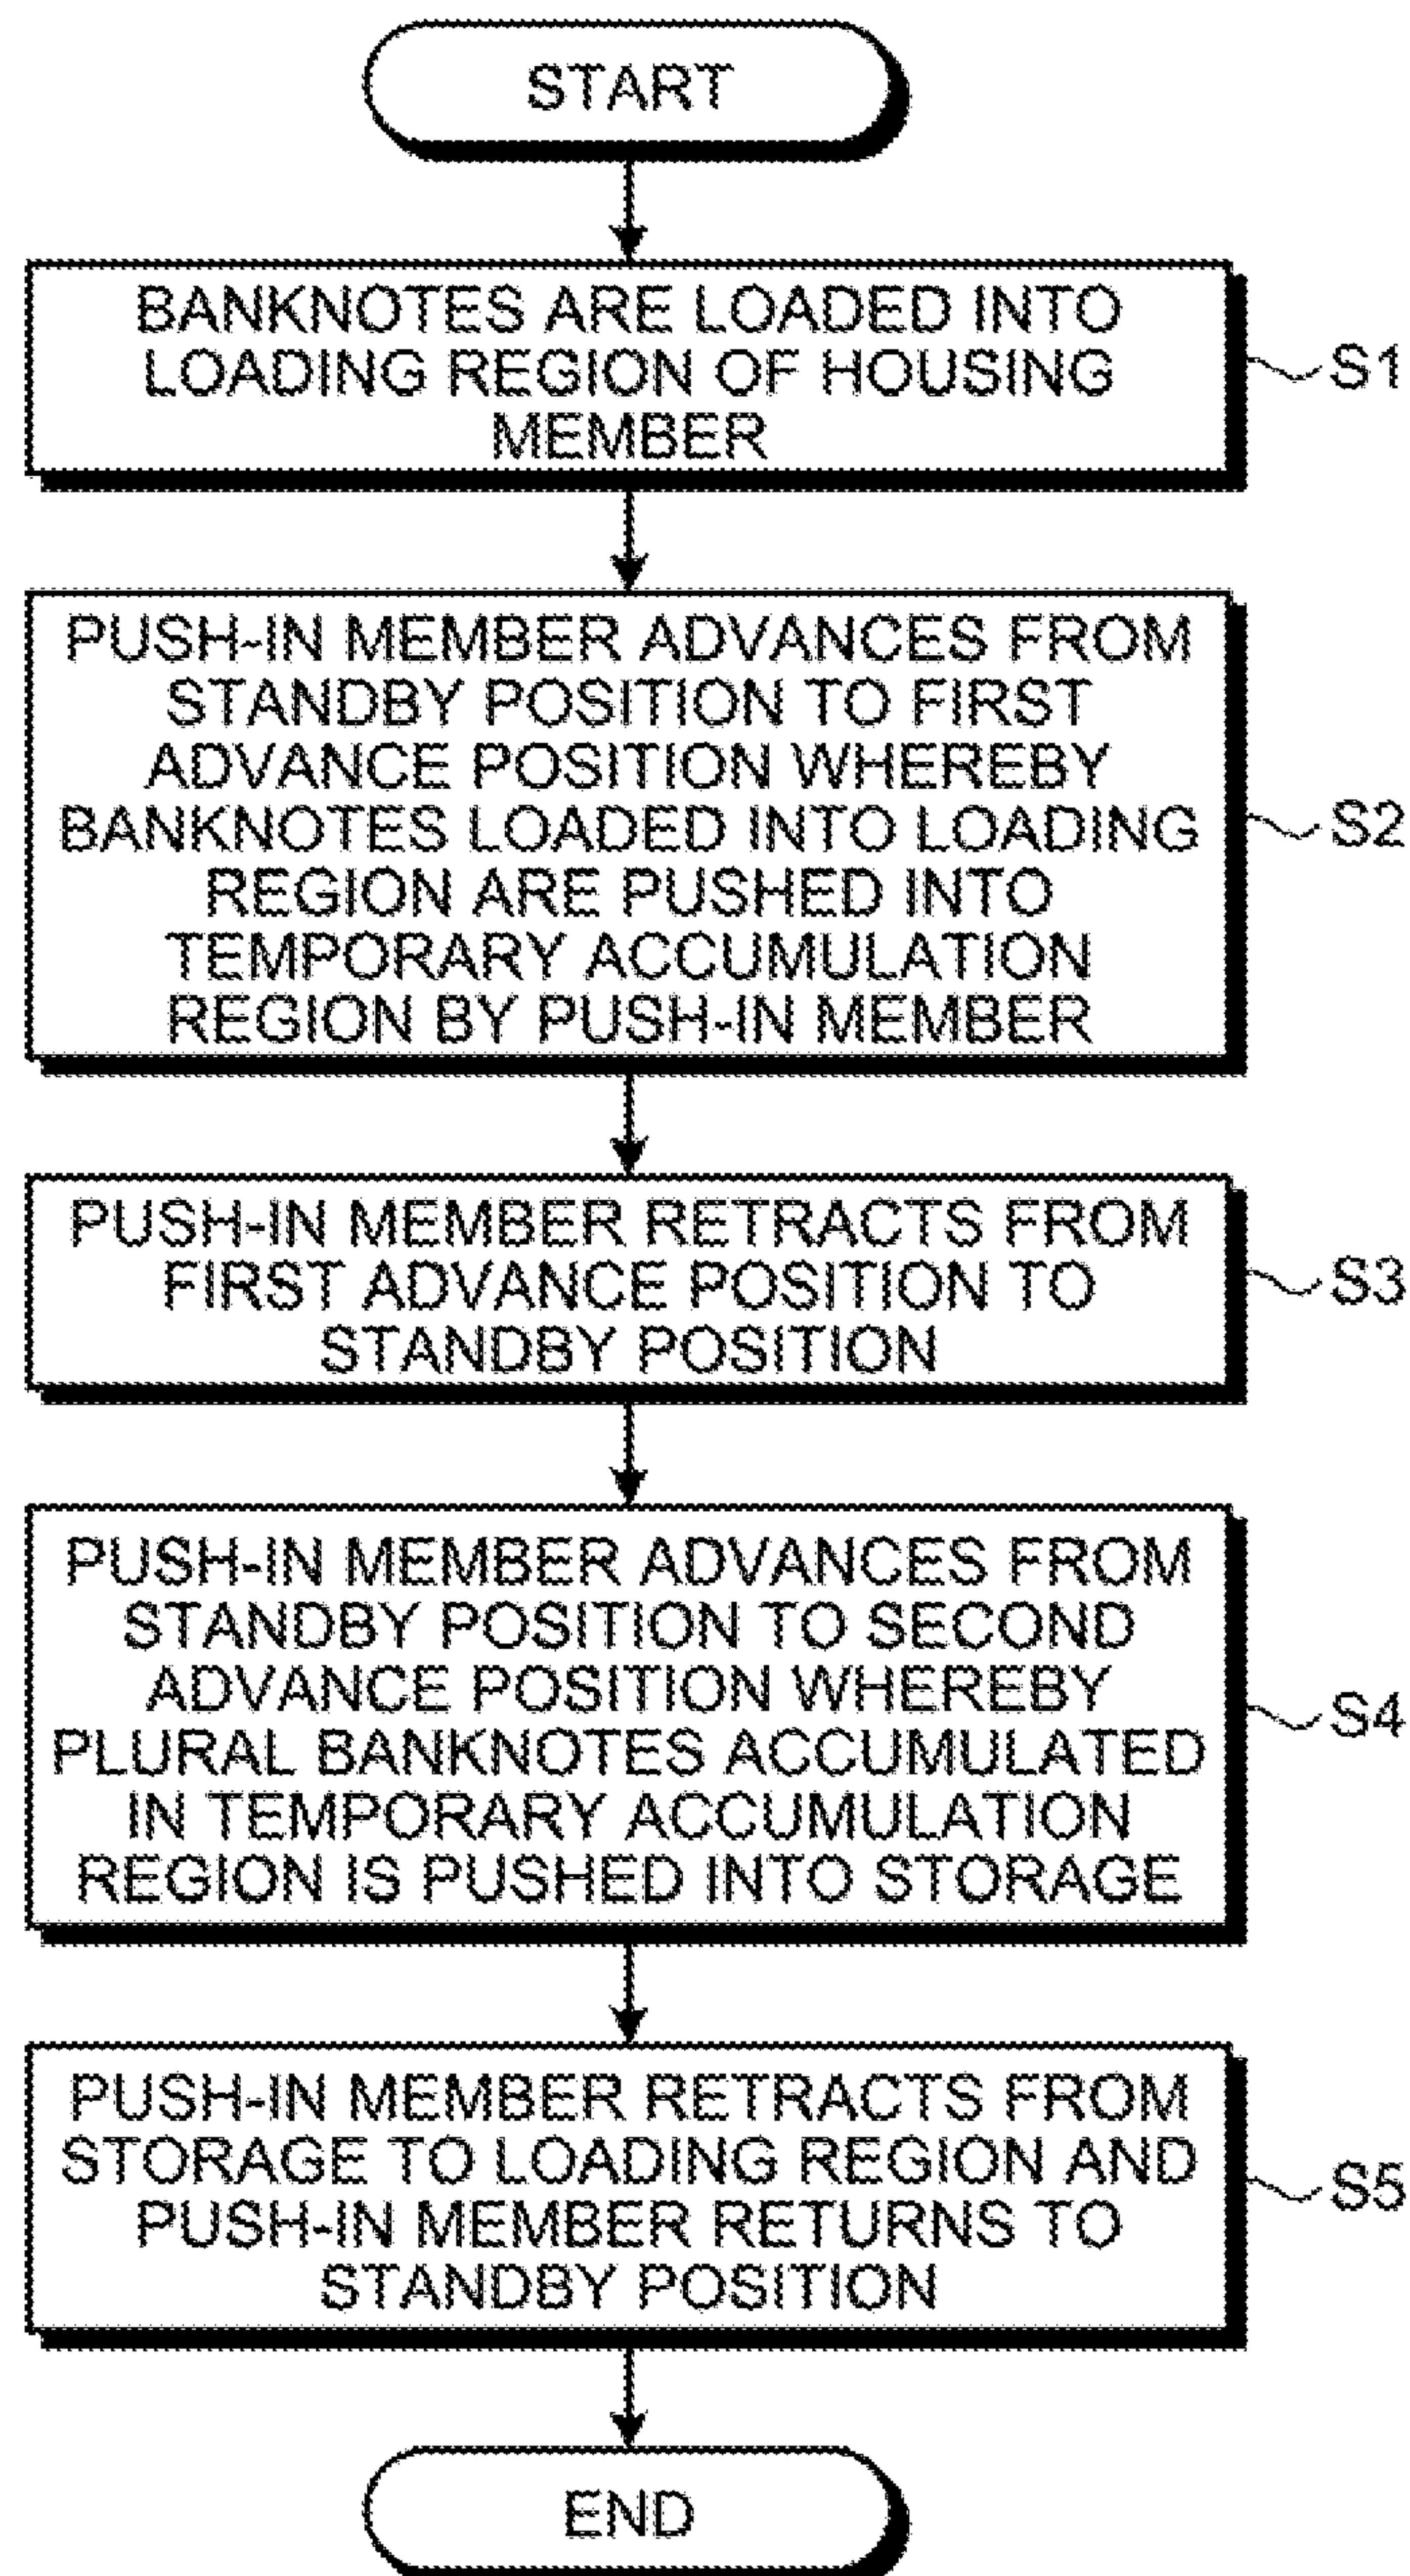 START
BANKNOTES ARE LOADED INTO
LOADING REGION OF HOUSING
MEMBER
S1
PUSH-IN MEMBER ADVANCES FROM
STANDBY POSITION TO FIRST
ADVANCE POSITION WHEREBY
BANKNOTES LOADED INTO LOADING
REGION ARE PUSHED INTO
TEMPORARY ACCUMULATION
REGION BY PUSH-IN MEMBER
S2
PUSH-IN MEMBER RETRACTS FROM
FIRST ADVANCE POSITION TO
STANDBY POSITION
S3
PUSH-IN MEMBER ADVANCES FROM
STANDBY POSITION TO SECOND
ADVANCE POSITION WHEREBY
PLURAL BANKNOTES ACCUMULATED
IN TEMPORARY ACCUMULATION
REGION IS PUSHED INTO STORAGE
S4
PUSH-IN MEMBER RETRACTS FROM
STORAGE TO LOADING REGION AND
PUSH-IN MEMBER RETURNS TO
STANDBY POSITION
S5
END